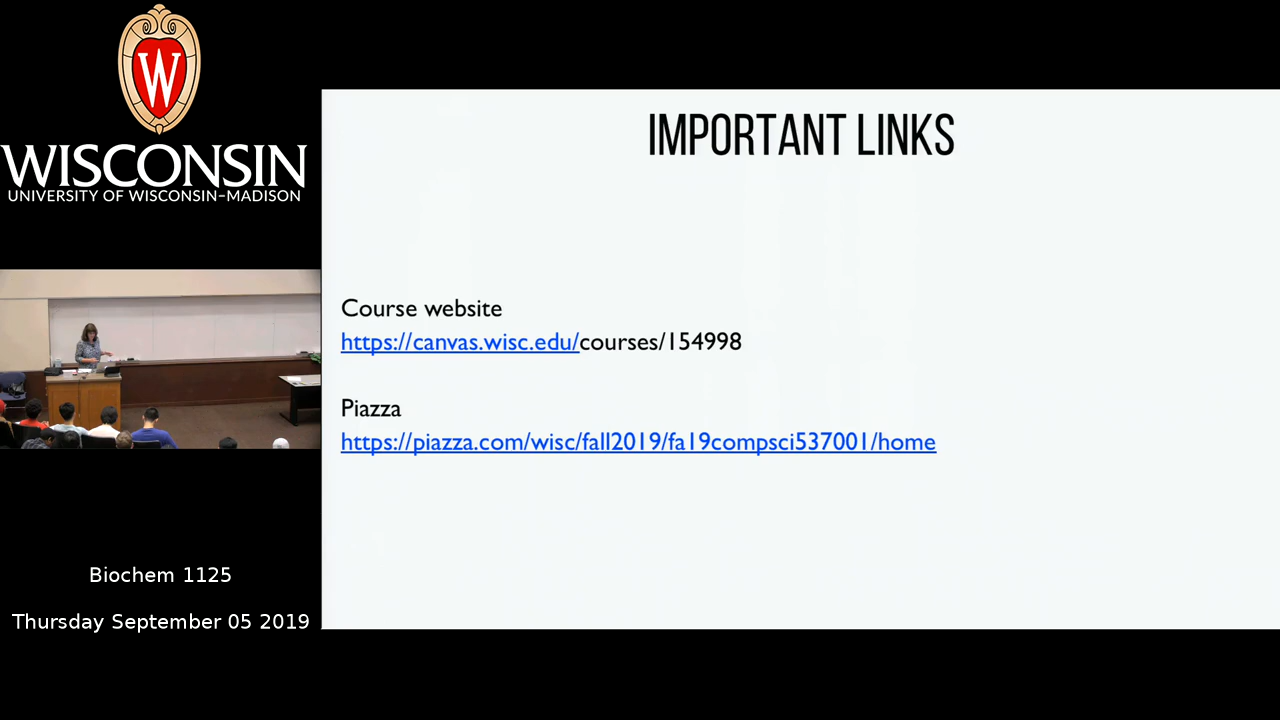 W
WISCONSIN
UNIVERSITY OF WISCONSIN–MADISON
Biochem 1125
Thursday September 05 2019
IMPORTANT LINKS
Course website
https://canvas.wisc.edu/courses/154998
Piazza
https://piazza.com/wisc/fall2019/fa19compsci537001/home